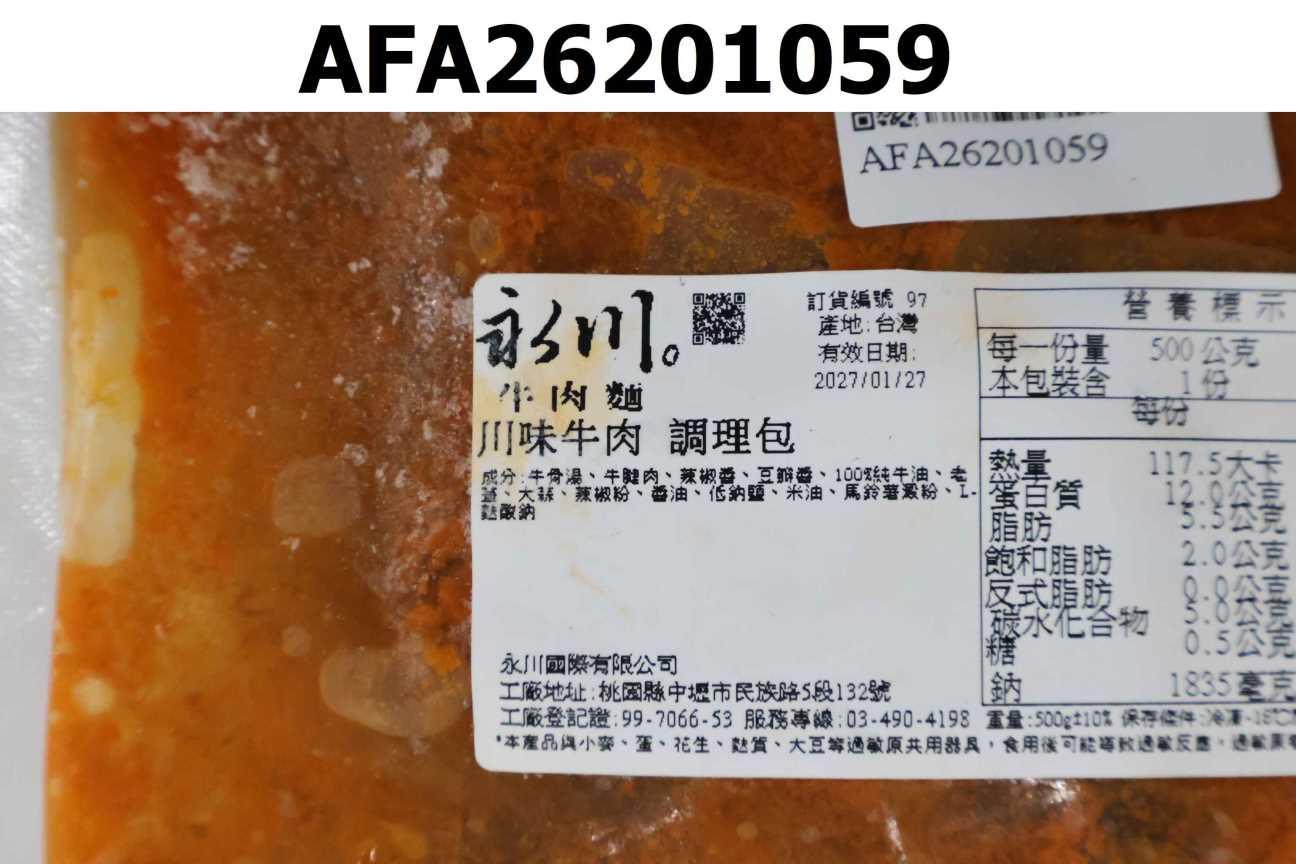 AFA26201059
AFA26201059
永川。
牛肉麵
川味牛肉 調理包
訂貨編號 97
產地:台灣
有效日期:
2027/01/27
成分:牛骨湯、牛腱肉、辣椒醬、豆瓣醬、100%純牛油、老
薑、大蒜、辣椒粉、醬油、低鈉鹽、米油、馬鈴薯澱粉、L-
麩酸鈉
營養標示
每一份量 500公克
本包裝含 1份
每份
熱量 117.5大卡
蛋白質 12.0公克
脂肪 5.5公克
飽和脂肪 2.0公克
反式脂肪 0.0公克
碳水化合物 5.0公克
糖 0.5公克
鈉 1835毫克
永川國際有限公司
工廠地址:桃園縣中壢市民族路5段132號
工廠登記證:99-7066-53 服務專線:03-490-4198 重量:500g±10% 保存條件:冷凍-18℃
*本產品與小麥、蛋、花生、麩質、大豆等過敏原共用器具，食用後可能導致過敏反應。過敏原